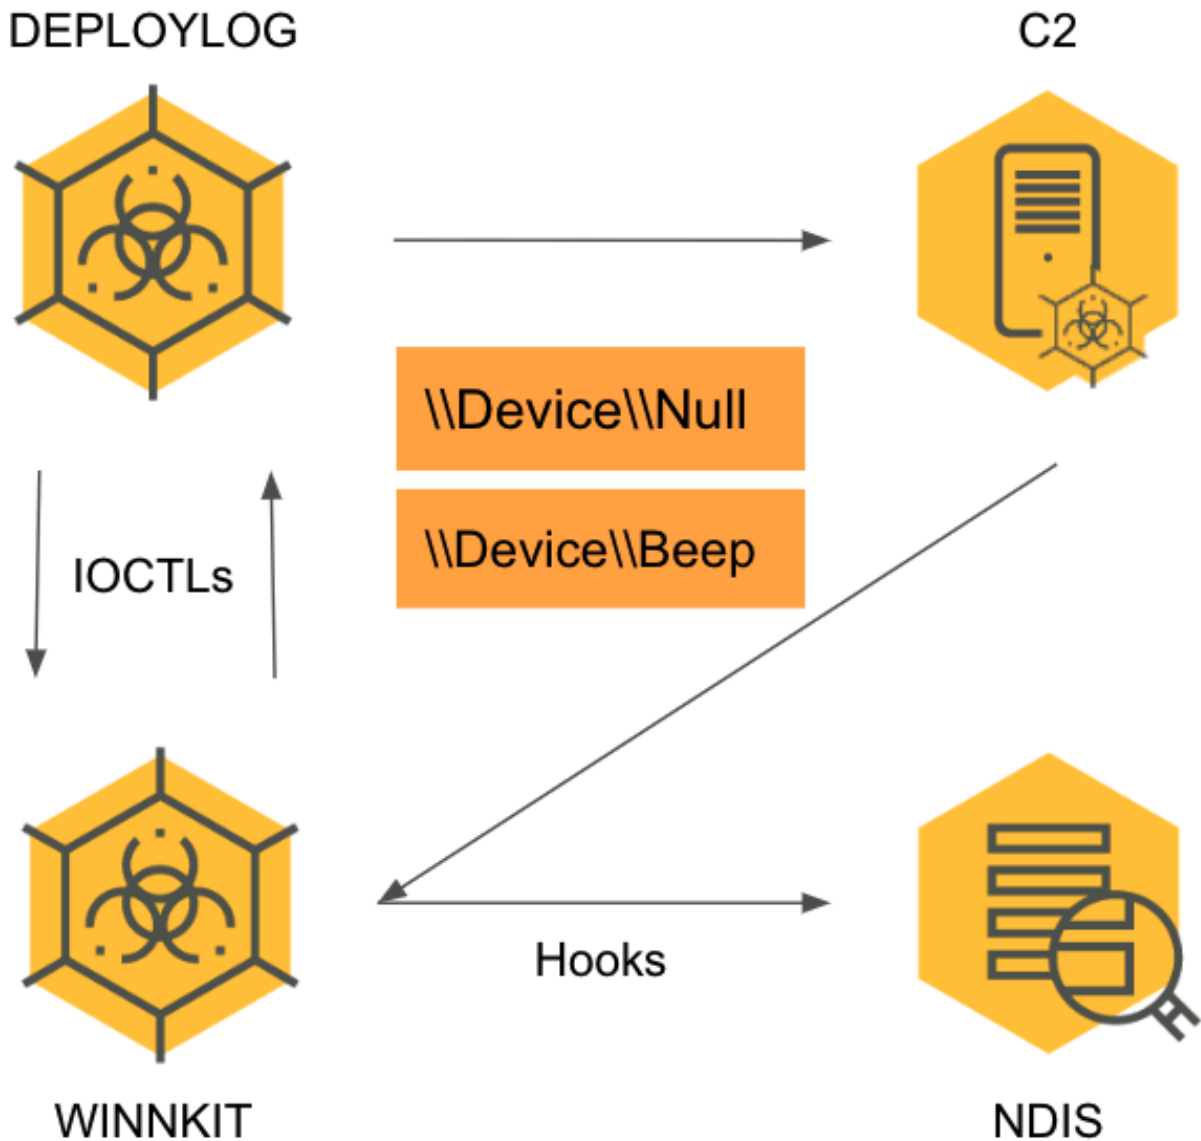 DEPLOYLOG
C2
\\Device\\Null
\\Device\\Beep
IOCTLs
Hooks
WINNKIT
NDIS